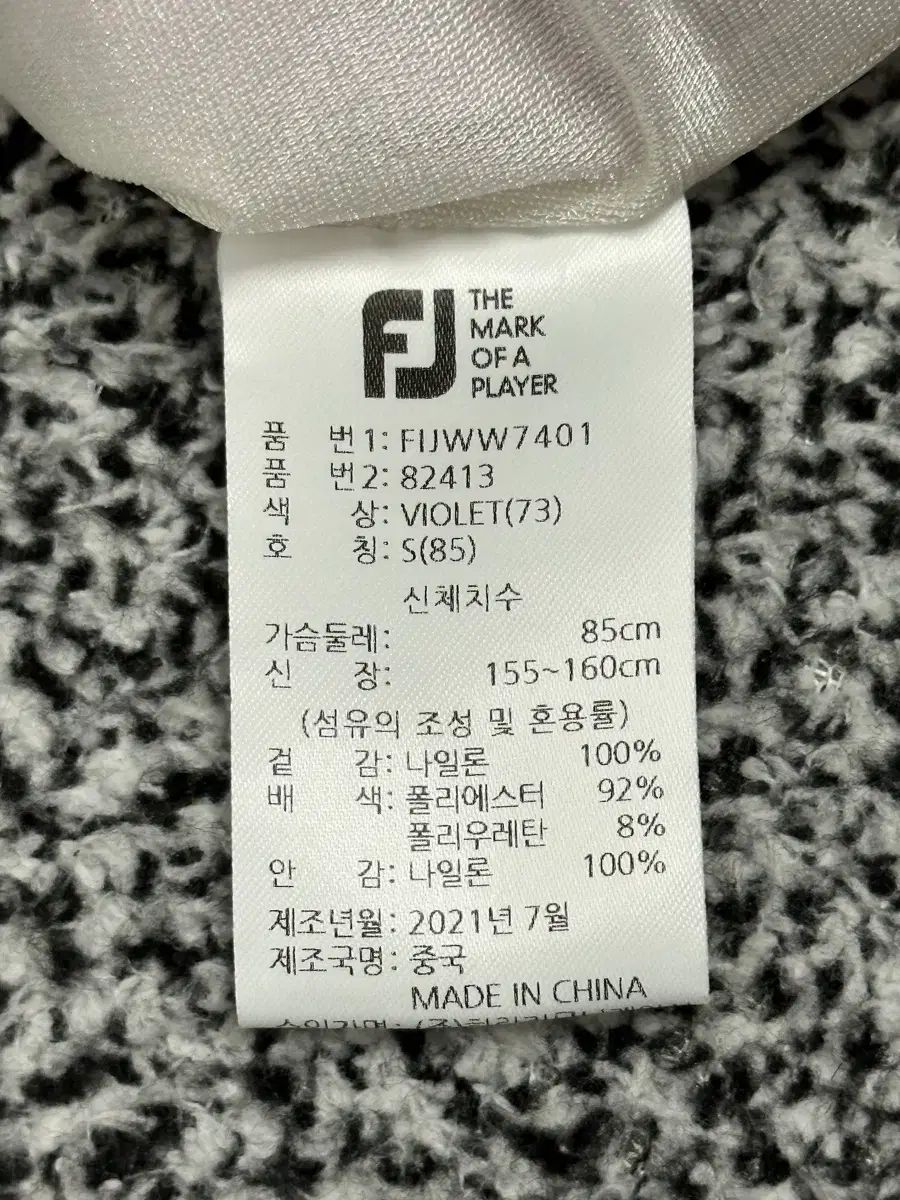 FJ
THE
MARK
OF A
PLAYER
품 번1: FIJWW7401
품 번2: 82413
색 상: VIOLET(73)
호 칭: S(85)
신체치수
가슴둘레: 85cm
신 장: 155~160cm
(섬유의 조성 및 혼용률)
겉 감: 나일론 100%
배 색: 폴리에스터 92%
폴리우레탄 8%
안 감: 나일론 100%
제조년월: 2021년 7월
제조국명: 중국
MADE IN CHINA